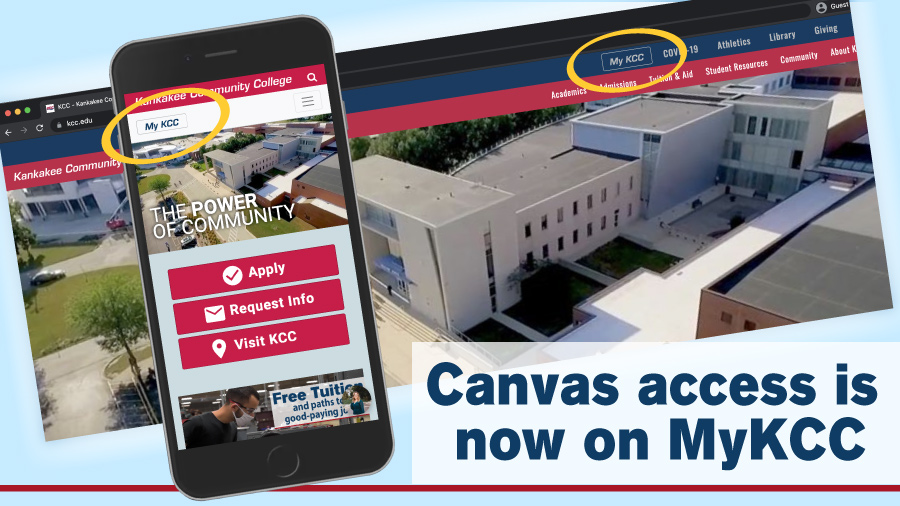 KCC - Kankakee Co
kcc.edu
Kankakee Community
Guest
My KCC
COVID-19
Athletics
Library
Giving
Academics
Admissions
Tuition & Aid
Student Resources
Community
About K
Kankakee Community College
My KCC
THE POWER
OF COMMUNITY
Apply
Request Info
Visit KCC
Free Tuition
and paths to
good-paying jo
Canvas access is
now on MyKCC